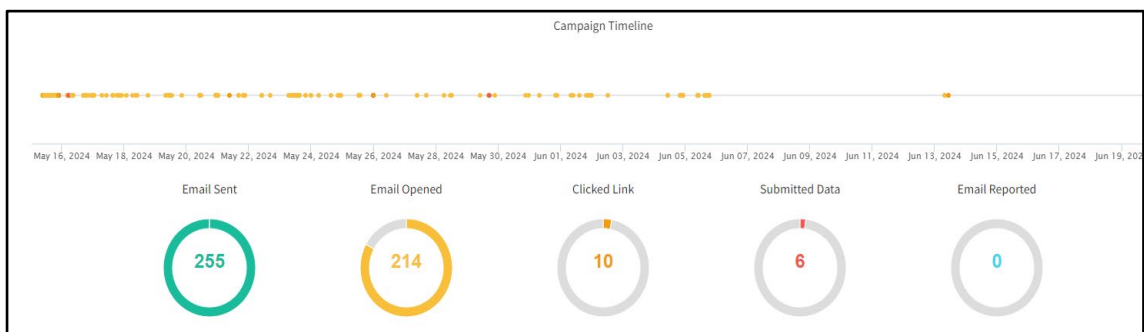 Campaign Timeline
May 16, 2024 May 18, 2024 May 20, 2024 May 22, 2024 May 24, 2024 May 26, 2024 May 28, 2024 May 30, 2024 Jun 01, 2024 Jun 03, 2024 Jun 05, 2024 Jun 07, 2024 Jun 09, 2024 Jun 11, 2024 Jun 13, 2024 Jun 15, 2024 Jun 17, 2024 Jun 19, 202
Email Sent Email Opened Clicked Link Submitted Data Email Reported
255 214 10 6 0